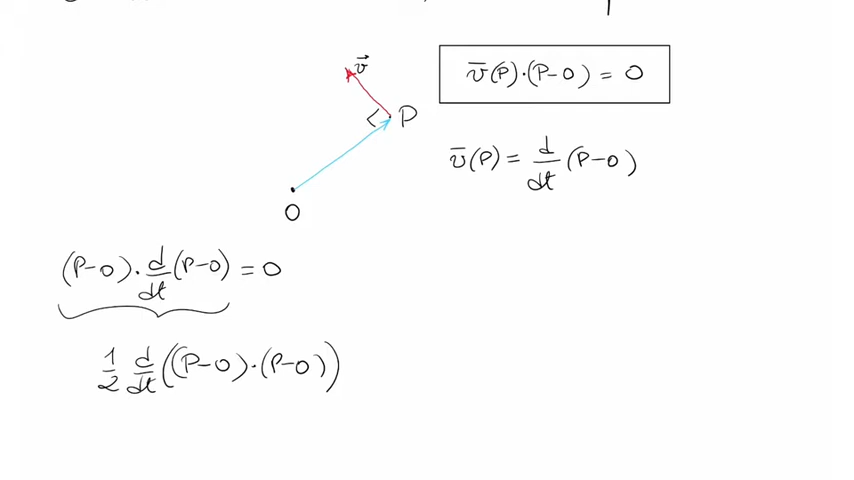 v⃗
P
O
v̄(P)·(P-O) = 0
v̄(P) = d/dt (P-O)
(P-O)· d/dt (P-O) = 0
1/2 d/dt ((P-O)·(P-O))